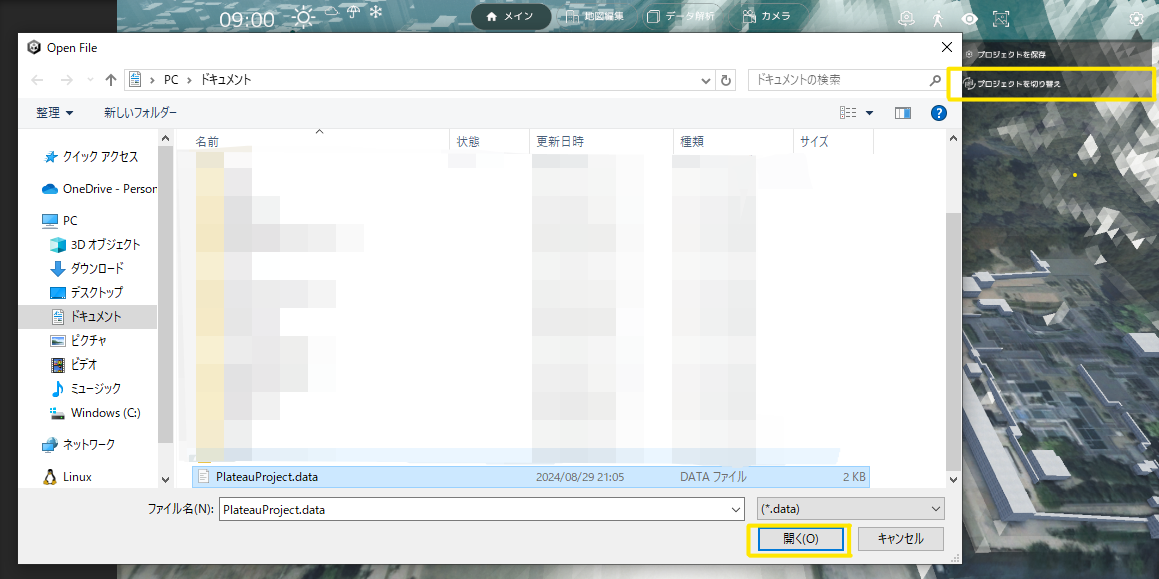 09:00
メイン
地図編集
データ解析
カメラ
Open File
プロジェクトを保存
プロジェクトを切り替え
PC › ドキュメント
ドキュメントの検索
整理
新しいフォルダー
名前
状態
更新日時
種類
サイズ
クイック アクセス
OneDrive - Person
PC
3D オブジェクト
ダウンロード
デスクトップ
ドキュメント
ピクチャ
ビデオ
ミュージック
Windows (C:)
ネットワーク
Linux
PlateauProject.data 2024/08/29 21:05 DATA ファイル 2 KB
ファイル名(N): PlateauProject.data (*.data)
開く(O) キャンセル